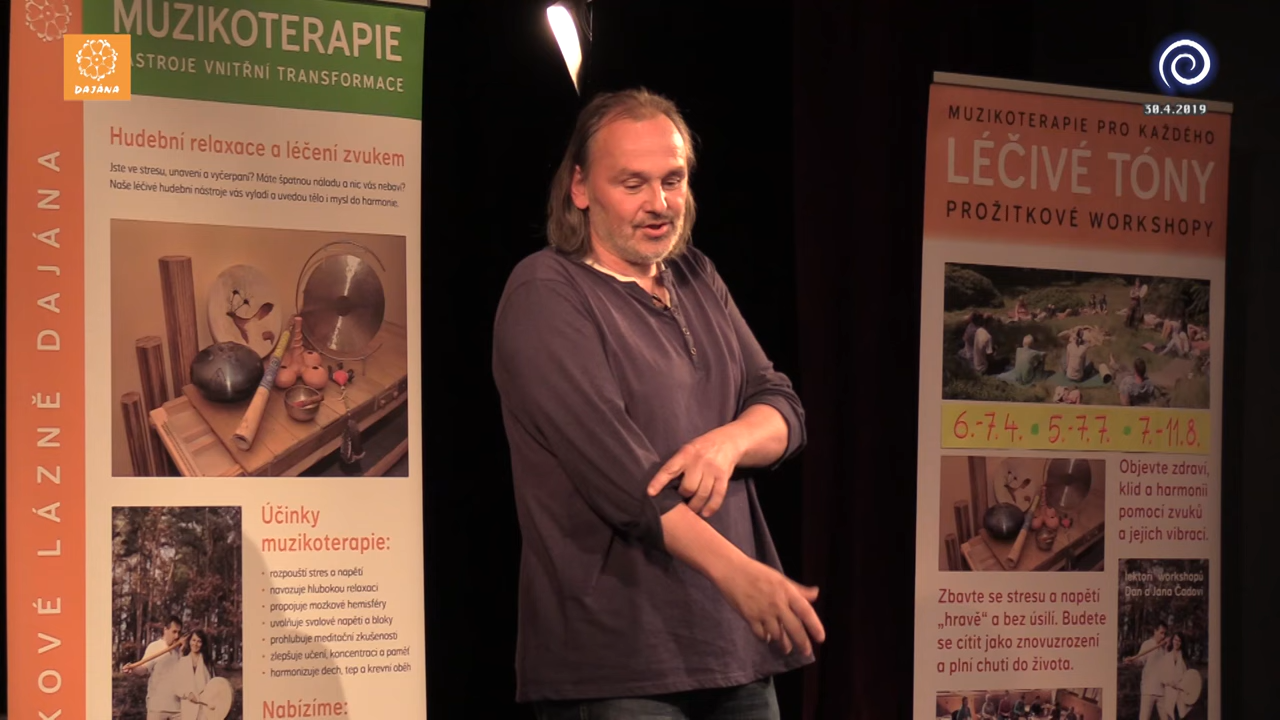 MUZIKOTERAPIE
NÁSTROJE VNITŘNÍ TRANSFORMACE
DAJÁNA
Hudební relaxace a léčení zvukem
Jste ve stresu, unaveni a vyčerpaní? Máte špatnou náladu a nic vás nebaví?
Naše léčivé hudební nástroje vás vyladí a uvedou tělo i mysl do harmonie.
KOVÉ LÁZNĚ DAJÁNA
Účinky
muzikoterapie:
• rozpouští stres a napětí
• navozuje hlubokou relaxaci
• propojuje mozkové hemisféry
• uvolňuje svalové napětí a bloky
• prohlubuje meditační zkušenosti
• zlepšuje učení, koncentraci a paměť
• harmonizuje dech, tep a krevní oběh
Nabízíme:
30.4.2019
MUZIKOTERAPIE PRO KAŽDÉHO
LÉČIVÉ TÓNY
PROŽITKOVÉ WORKSHOPY
6.-7.4. • 5.-7.7. • 7.-11.8.
Objevte zdraví,
klid a harmonii
pomocí zvuků
a jejich vibrací.
lektoři workshopů
Dan a Jana Čadovi
Zbavte se stresu a napětí
„hravě“ a bez úsilí. Budete
se cítit jako znovuzrození
a plní chuti do života.